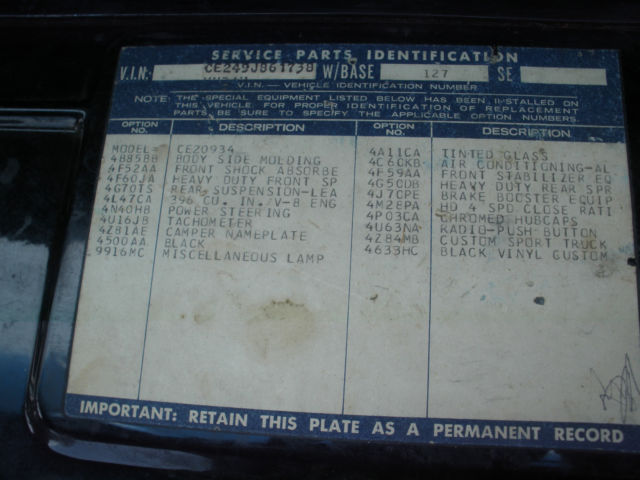 SERVICE PARTS IDENTIFICATION
V.I.N. CE249J861738 W/BASE 127 SE
V.I.N. — VEHICLE IDENTIFICATION NUMBER
NOTE: THE SPECIAL EQUIPMENT LISTED BELOW HAS BEEN INSTALLED ON
THIS VEHICLE. FOR PROPER IDENTIFICATION OF REPLACEMENT
PARTS BE SURE TO SPECIFY THE APPLICABLE OPTION NUMBERS.
OPTION NO. DESCRIPTION OPTION NO. DESCRIPTION
MODEL- CE20934 4A11CA TINTED GLASS
4B85BB BODY SIDE MOLDING 4C60KB AIR CONDITIONING-AL
4F52AA FRONT SHOCK ABSORBE 4F59AA FRONT STABILIZER EQ
4F60JA HEAVY DUTY FRONT SP 4G50DB HEAVY DUTY REAR SPR
4G70TS REAR SUSPENSION-LEA 4J70PE BRAKE BOOSTER EQUIP
4L47CA 396 CU. IN. V-8 ENG 4M28PA HD 4 SPD CLOSE RATI
4N40HB POWER STEERING 4P03CA CHROMED HUBCAPS
4U16JB TACHOMETER 4U63NA RADIO-PUSH BUTTON
4Z81AE CAMPER NAMEPLATE 4Z84MB CUSTOM SPORT TRUCK
4500AA BLACK 4633HC BLACK VINYL CUSTOM
9916MC MISCELLANEOUS LAMP
IMPORTANT: RETAIN THIS PLATE AS A PERMANENT RECORD